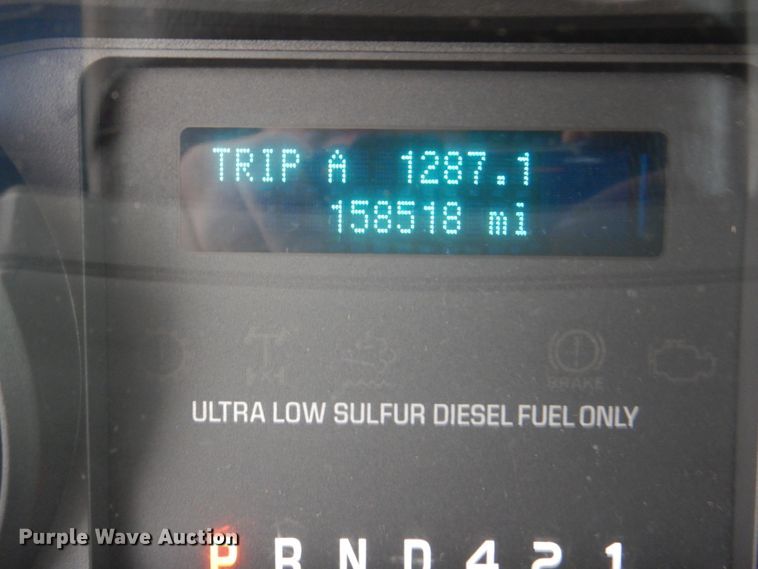 TRIP A 1287.1
158518 mi
BRAKE
ULTRA LOW SULFUR DIESEL FUEL ONLY
P R N D 4 2 1
Purple Wave Auction